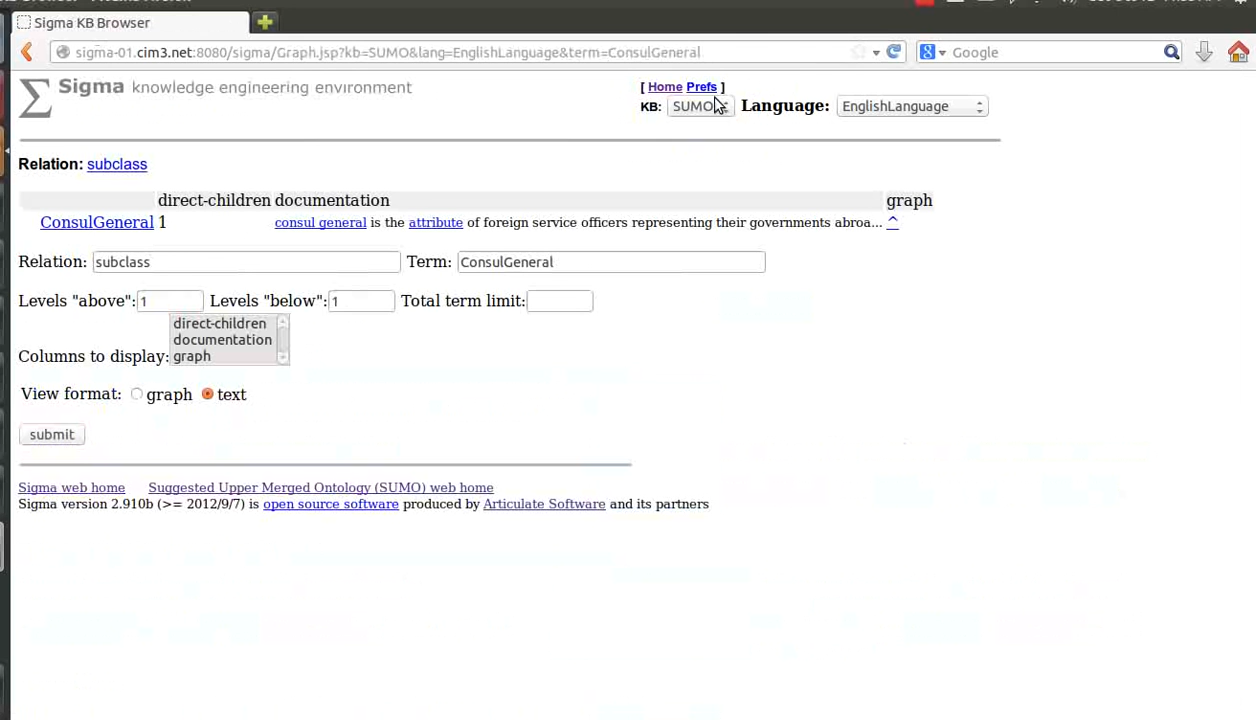 Sigma KB Browser
sigma-01.cim3.net:8080/sigma/Graph.jsp?kb=SUMO&lang=EnglishLanguage&term=ConsulGeneral
Google
Sigma knowledge engineering environment
[ Home Prefs ]
KB: SUMO Language: EnglishLanguage
Relation: subclass
direct-children documentation graph
ConsulGeneral 1 consul general is the attribute of foreign service officers representing their governments abroa... ^
Relation: subclass Term: ConsulGeneral
Levels "above": 1 Levels "below": 1 Total term limit:
direct-children
documentation
Columns to display: graph
View format: graph text
submit
Sigma web home Suggested Upper Merged Ontology (SUMO) web home
Sigma version 2.910b (>= 2012/9/7) is open source software produced by Articulate Software and its partners